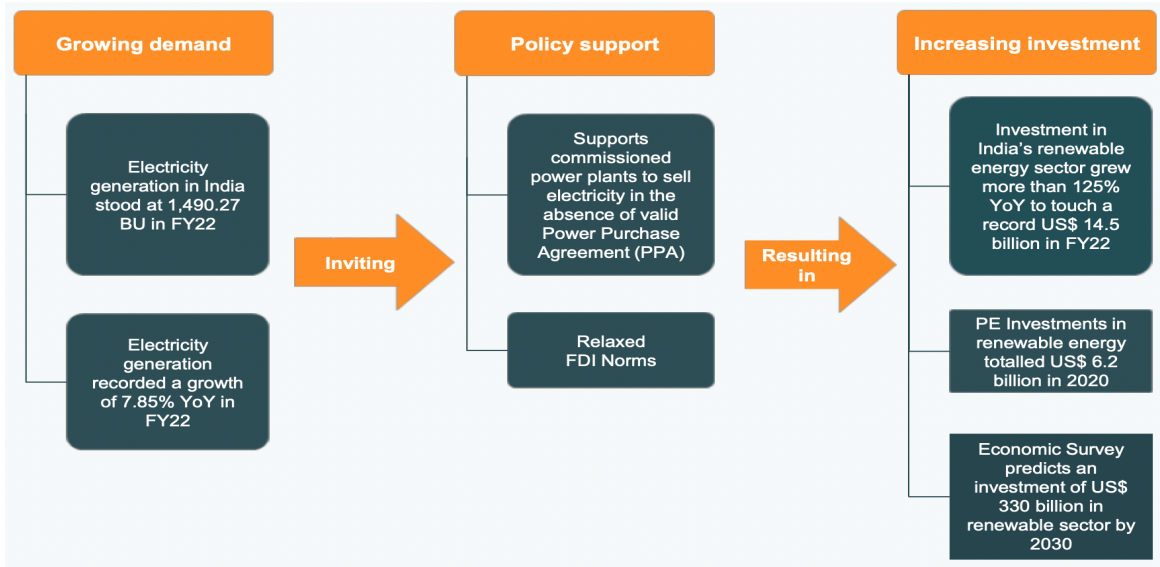 Growing demand
Electricity
generation in India
stood at 1,490.27
BU in FY22
Electricity
generation
recorded a growth
of 7.85% YoY in
FY22
Inviting
Policy support
Supports
commissioned
power plants to sell
electricity in the
absence of valid
Power Purchase
Agreement (PPA)
Relaxed
FDI Norms
Resulting
in
Increasing investment
Investment in
India’s renewable
energy sector grew
more than 125%
YoY to touch a
record US$ 14.5
billion in FY22
PE Investments in
renewable energy
totalled US$ 6.2
billion in 2020
Economic Survey
predicts an
investment of US$
330 billion in
renewable sector by
2030